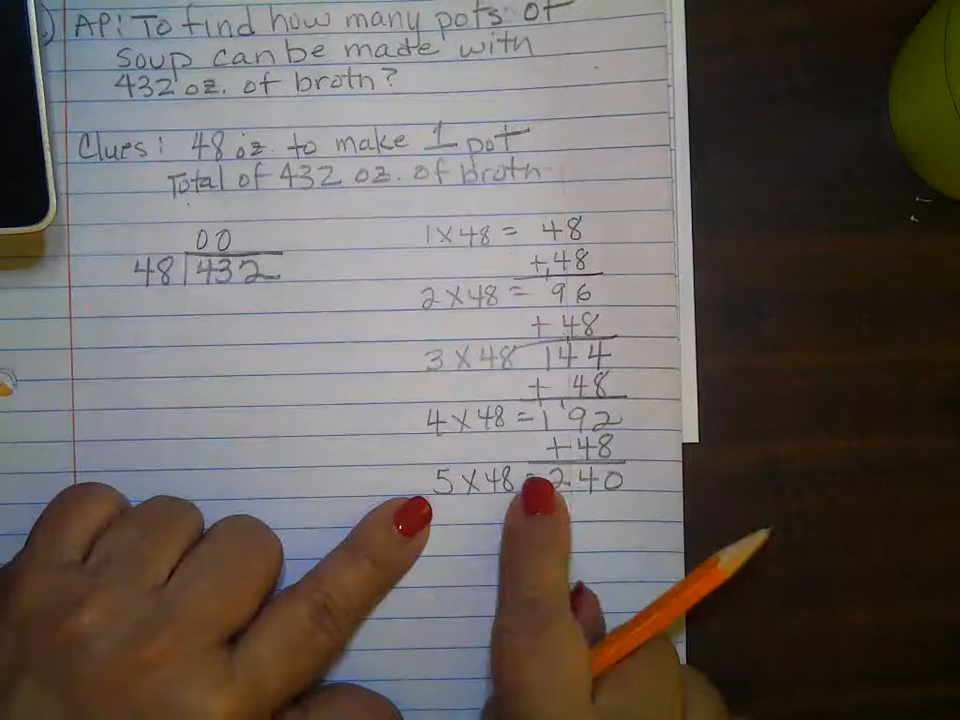 ) AP: To find how many pots of
soup can be made with
432 oz. of broth?
Clues: 48 oz. to make 1 pot
Total of 432 oz. of broth
00
48 432
1 x 48 = 48
+48
2 x 48 = 96
+ 48
3 x 48 144
+ 48
4 x 48 = 192
+48
5 x 48 = 240